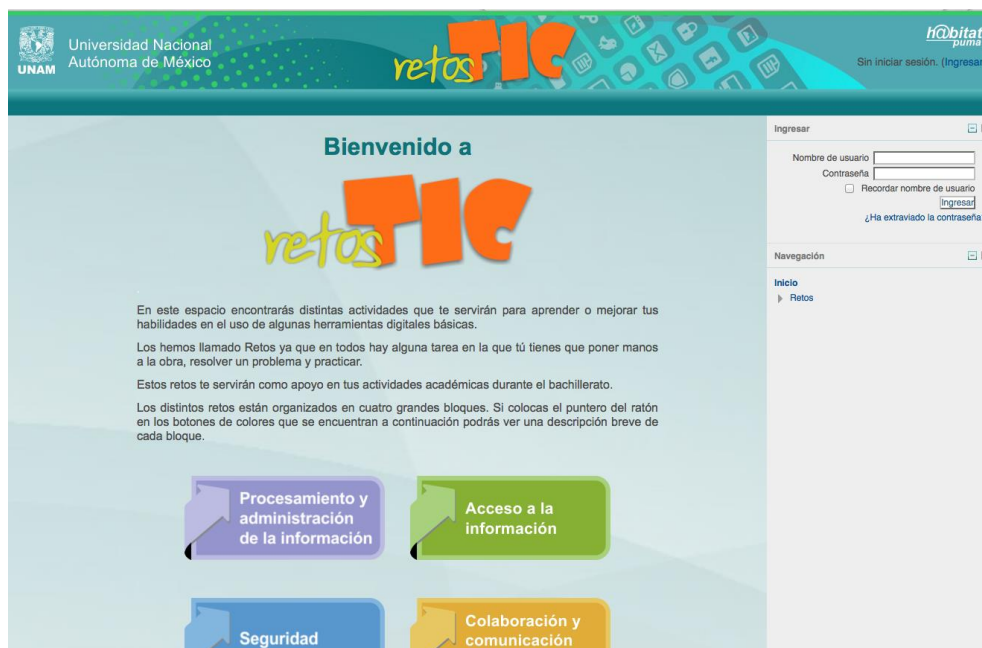 UNAM
Universidad Nacional
Autónoma de México
retos TIC
h@bitat
puma
Sin iniciar sesión. (Ingresar
Bienvenido a
retos TIC
En este espacio encontrarás distintas actividades que te servirán para aprender o mejorar tus
habilidades en el uso de algunas herramientas digitales básicas.
Los hemos llamado Retos ya que en todos hay alguna tarea en la que tú tienes que poner manos
a la obra, resolver un problema y practicar.
Estos retos te servirán como apoyo en tus actividades académicas durante el bachillerato.
Los distintos retos están organizados en cuatro grandes bloques. Si colocas el puntero del ratón
en los botones de colores que se encuentran a continuación podrás ver una descripción breve de
cada bloque.
Procesamiento y
administración
de la información
Acceso a la
información
Seguridad
Colaboración y
comunicación
Ingresar
Nombre de usuario
Contraseña
Recordar nombre de usuario
Ingresar
¿Ha extraviado la contraseña
Navegación
Inicio
Retos